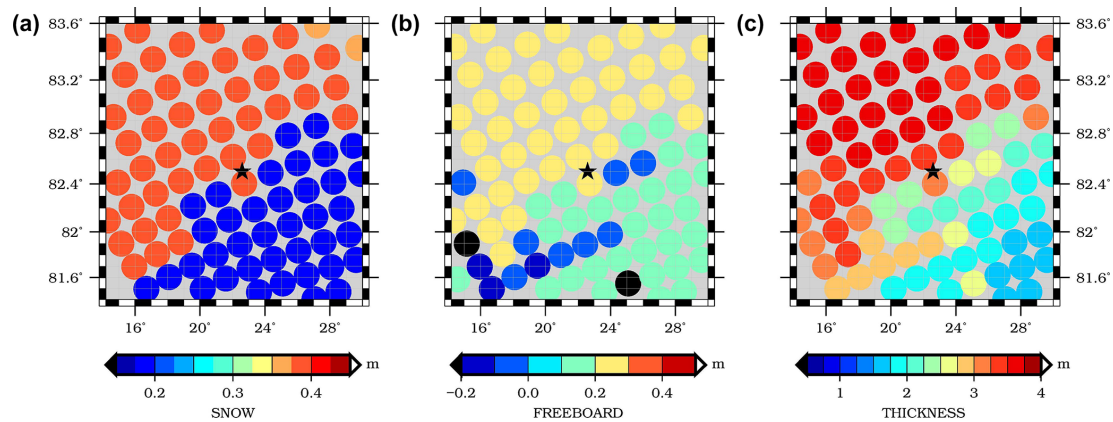 (a) (b) (c)
83.6° 83.6°
83.2° 83.2°
82.8° 82.8°
82.4° 82.4°
82° 82°
81.6° 81.6°
16° 20° 24° 28° 16° 20° 24° 28° 16° 20° 24° 28°
m m m
0.2 0.3 0.4 −0.2 0.0 0.2 0.4 1 2 3 4
SNOW FREEBOARD THICKNESS